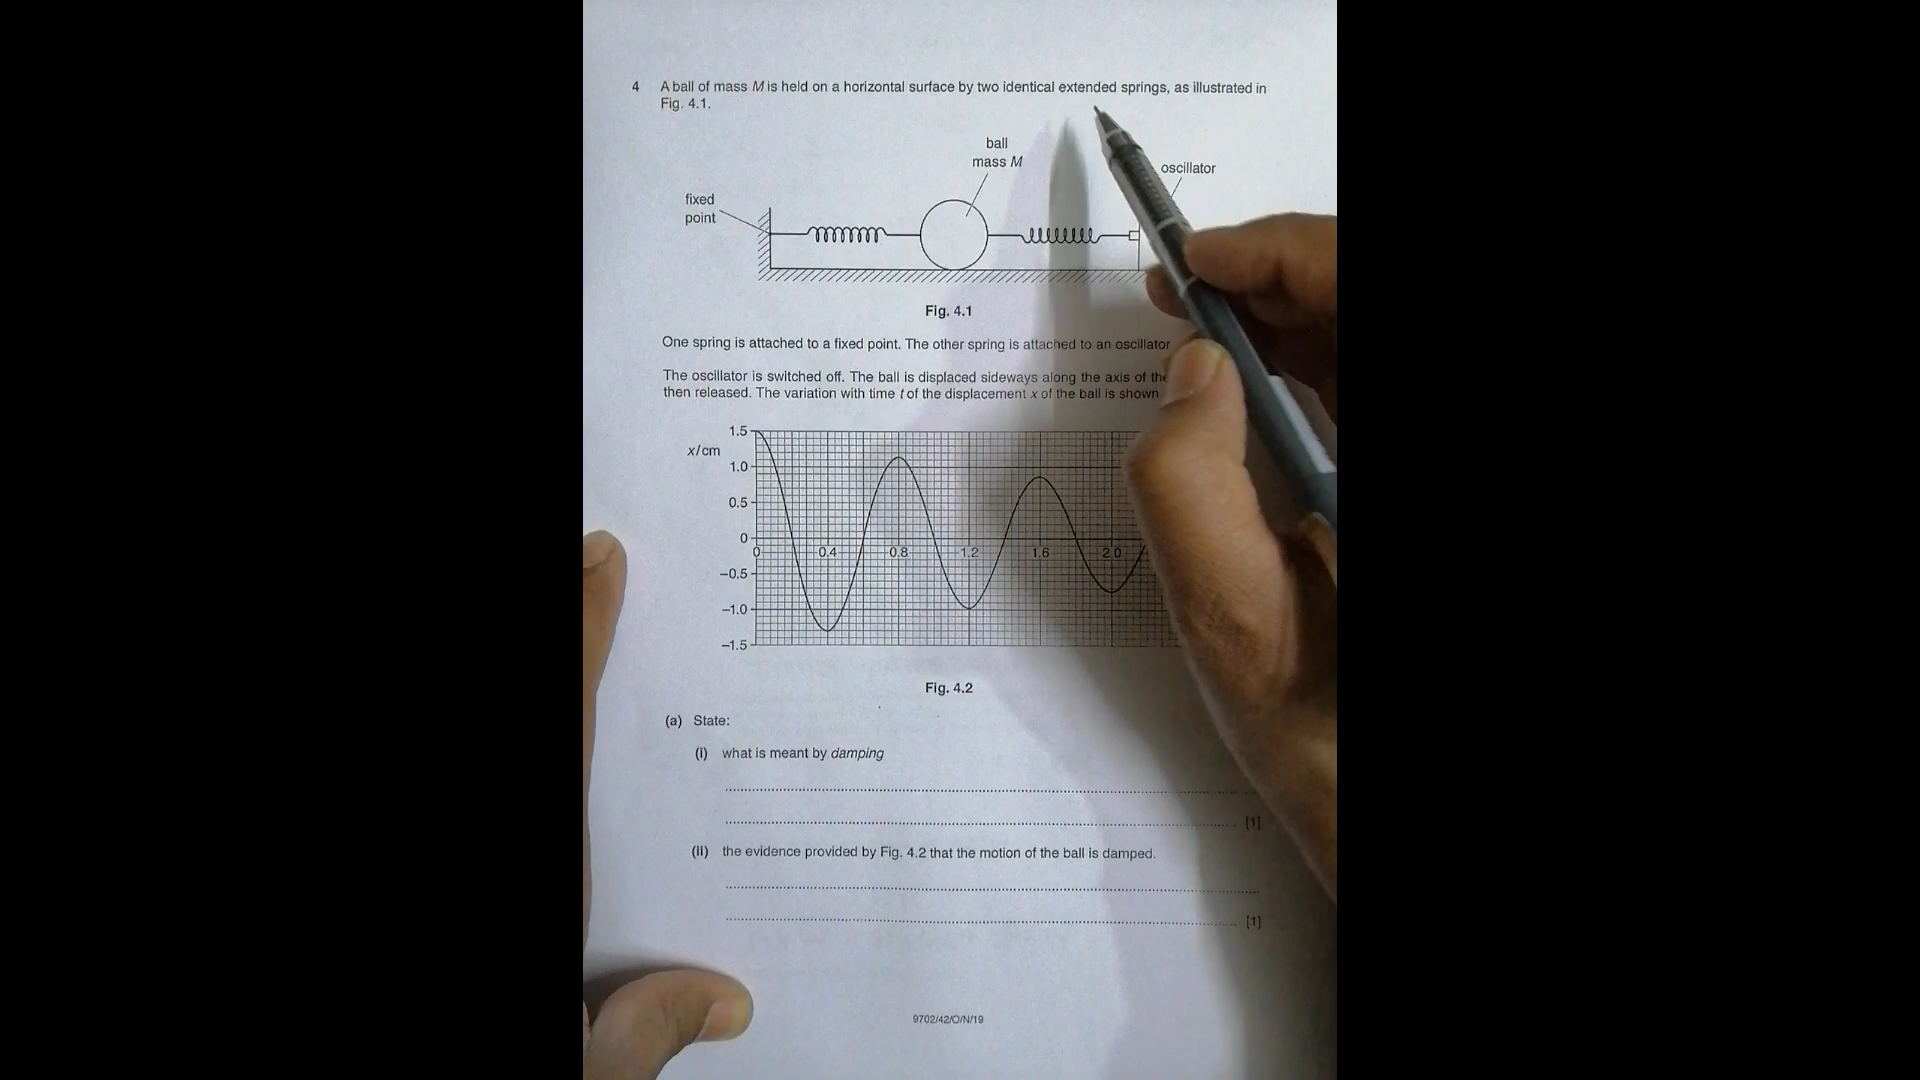 4 A ball of mass M is held on a horizontal surface by two identical extended springs, as illustrated in
Fig. 4.1.
ball
mass M
oscillator
fixed
point
Fig. 4.1
One spring is attached to a fixed point. The other spring is attached to an oscillator
The oscillator is switched off. The ball is displaced sideways along the axis of the
then released. The variation with time t of the displacement x of the ball is shown
1.5
x/cm
1.0
0.5
0
0 0.4 0.8 1.2 1.6 2.0
–0.5
–1.0
–1.5
Fig. 4.2
(a) State:
(i) what is meant by damping
[1]
(ii) the evidence provided by Fig. 4.2 that the motion of the ball is damped.
[1]
9702/42/O/N/19